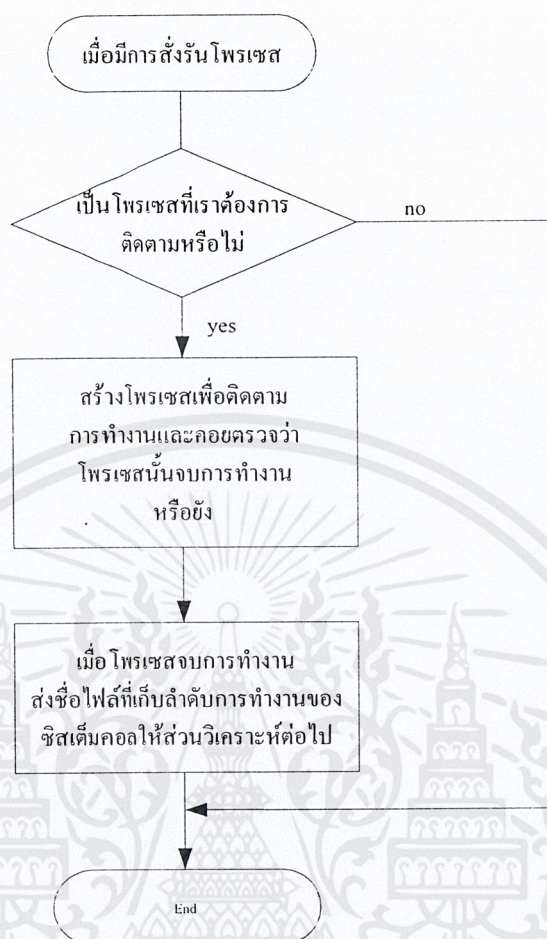 เมื่อมีการสั่งรันโพรเซส
เป็นโพรเซสที่เราต้องการ
ติดตามหรือไม่
no
yes
สร้างโพรเซสเพื่อติดตาม
การทำงานและคอยตรวจว่า
โพรเซสนั้นจบการทำงาน
หรือยัง
เมื่อโพรเซสจบการทำงาน
ส่งชื่อไฟล์ที่เก็บลำดับการทำงานของ
ซิสเต็มคอลให้ส่วนวิเคราะห์ต่อไป
End